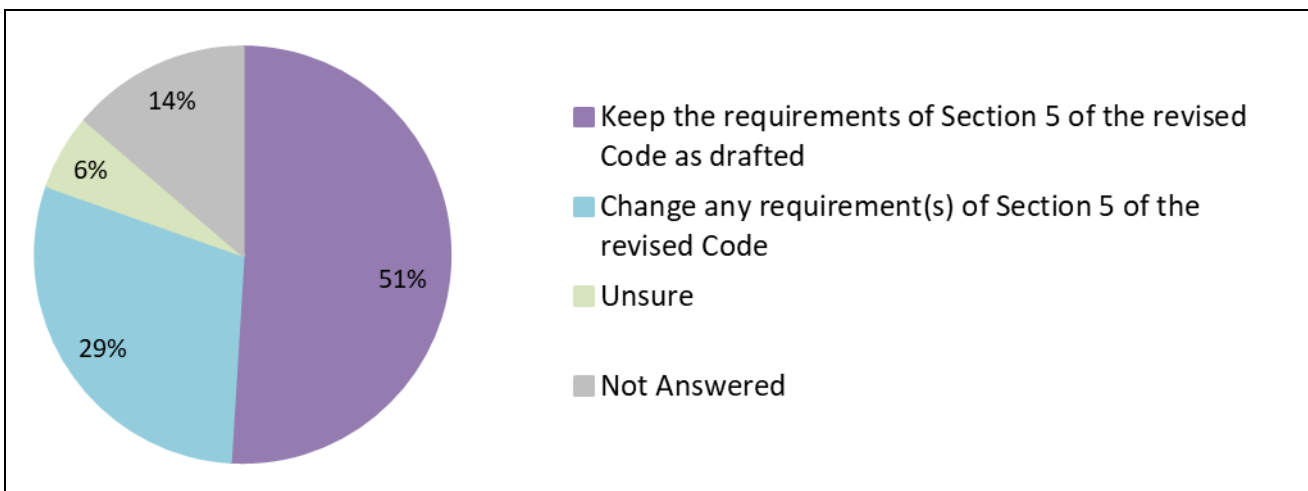 14%
6%
51%
29%
Keep the requirements of Section 5 of the revised
Code as drafted
Change any requirement(s) of Section 5 of the
revised Code
Unsure
Not Answered